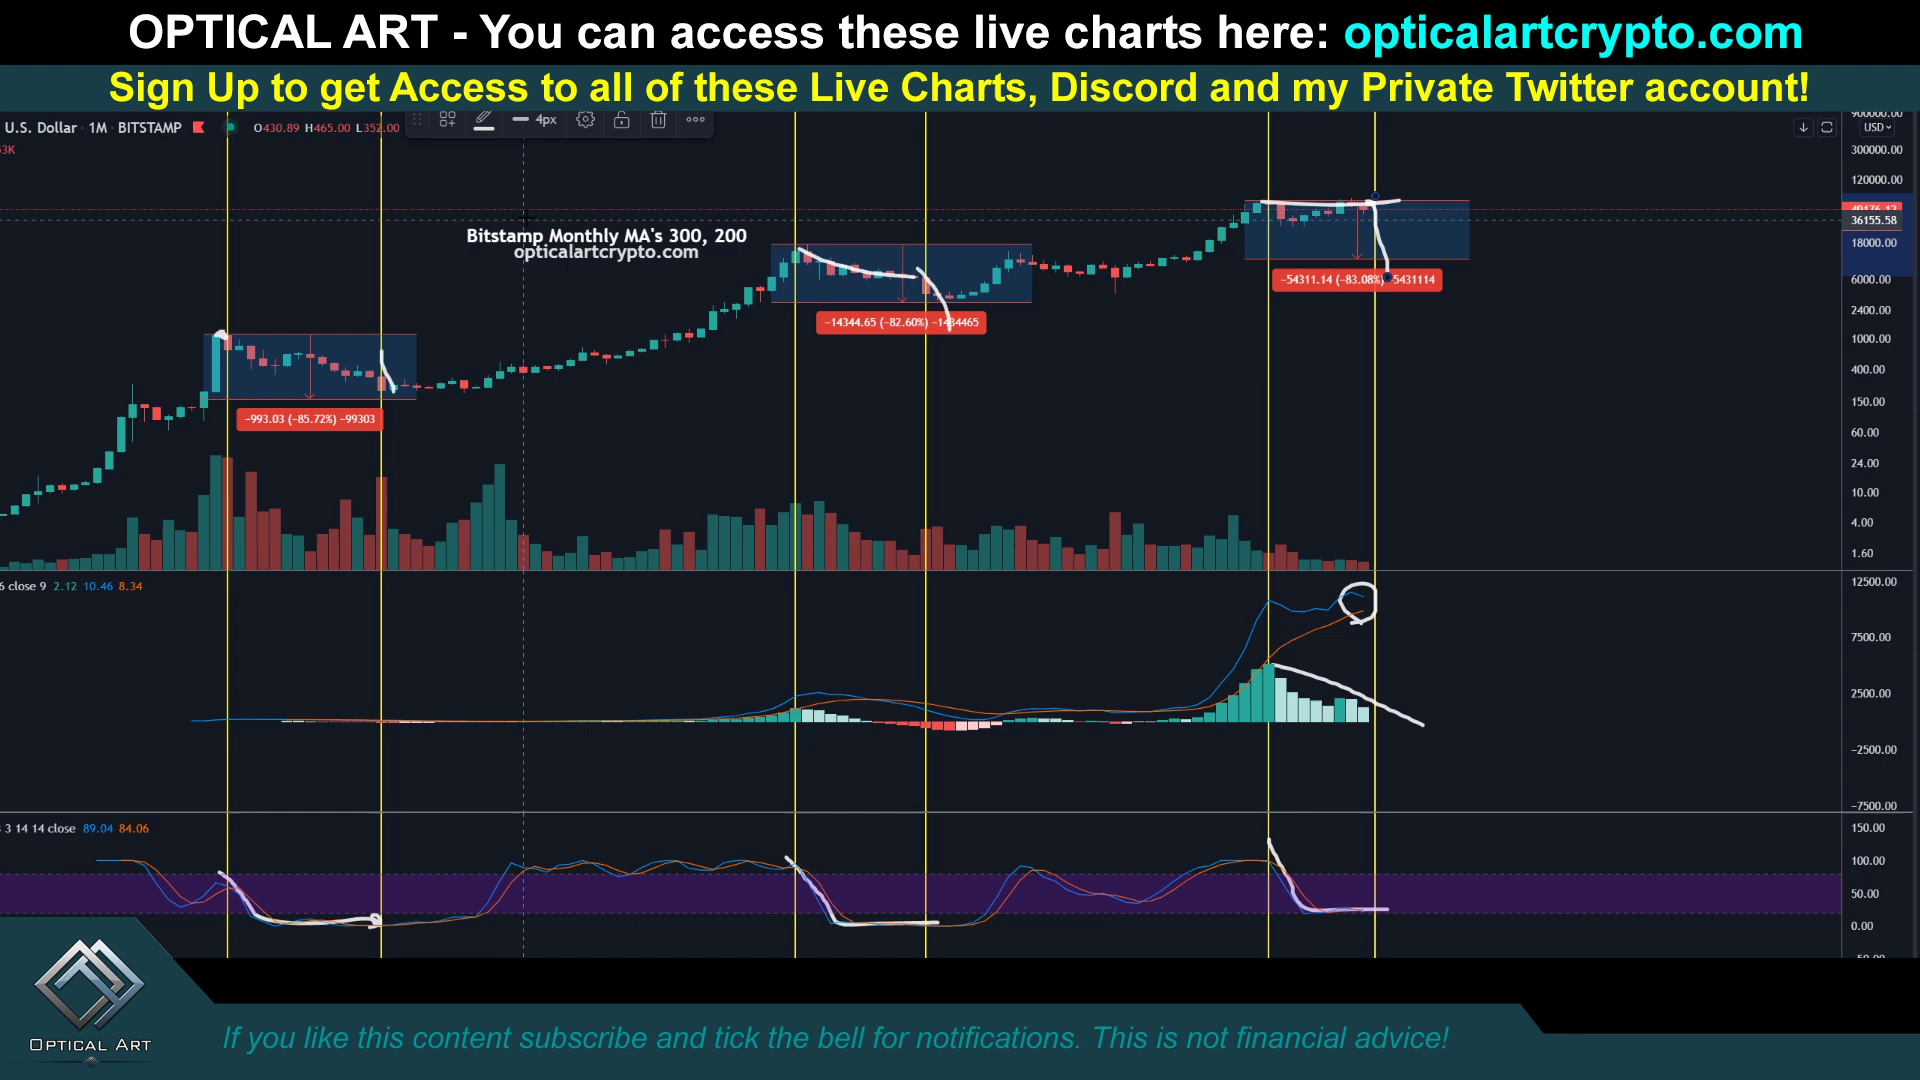 OPTICAL ART - You can access these live charts here: opticalartcrypto.com
Sign Up to get Access to all of these Live Charts, Discord and my Private Twitter account!
U.S. Dollar · 1M · BITSTAMP O430.89 H465.00 L352.00
4px
USD
53K
300000.00
120000.00
36155.58
18000.00
6000.00
2400.00
1000.00
400.00
150.00
60.00
24.00
10.00
4.00
1.60
Bitstamp Monthly MA's 300, 200
opticalartcrypto.com
−993.03 (−85.72%) −99303
−14344.65 (−82.60%) −1434465
−54311.14 (−83.08%) −5431114
6 close 9 2.12 10.46 8.34
12500.00
7500.00
2500.00
−2500.00
−7500.00
3 3 14 14 close 89.04 84.06
150.00
100.00
50.00
0.00
OPTICAL ART
If you like this content subscribe and tick the bell for notifications. This is not financial advice!